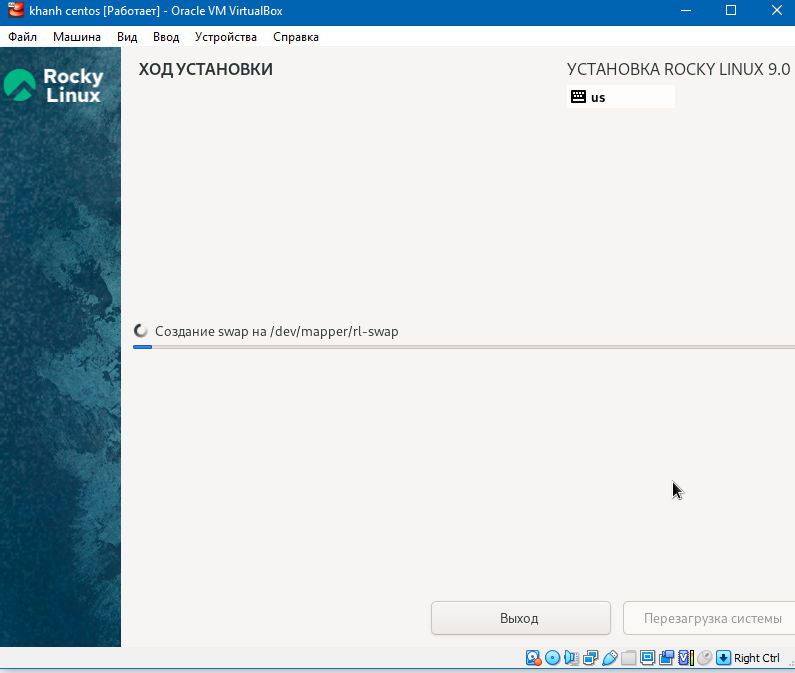 khanh centos [Работает] - Oracle VM VirtualBox
Файл Машина Вид Ввод Устройства Справка
Rocky Linux
ХОД УСТАНОВКИ
УСТАНОВКА ROCKY LINUX 9.0
us
Создание swap на /dev/mapper/rl-swap
Выход
Перезагрузка системы
Right Ctrl